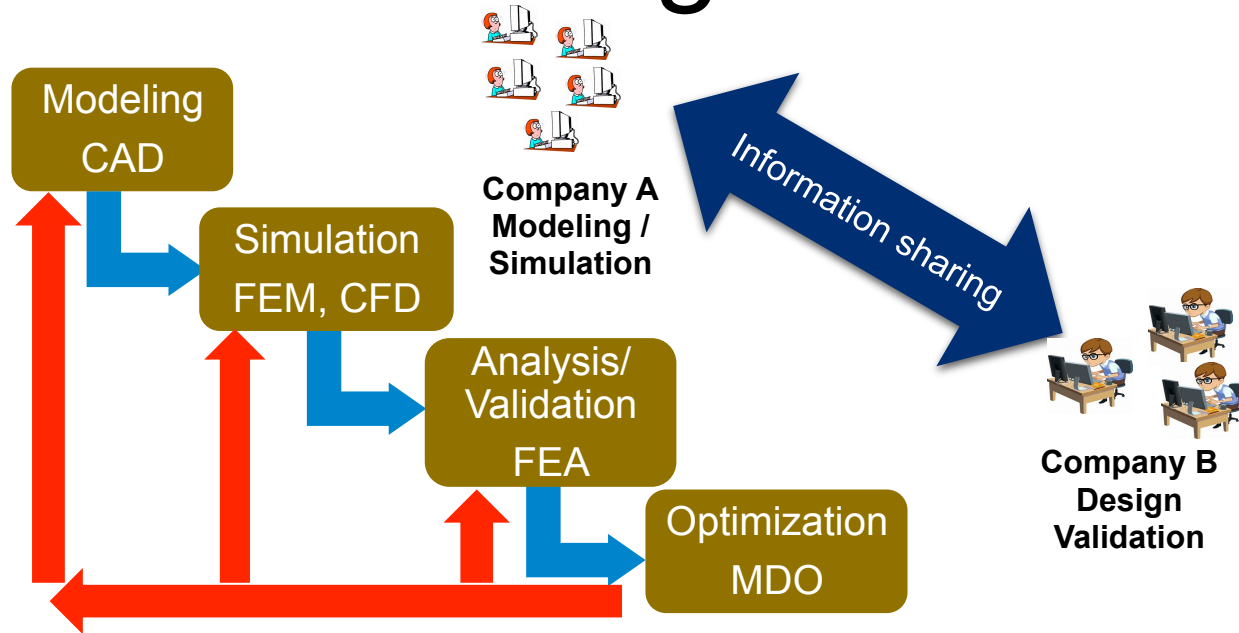 Modeling
CAD
Simulation
FEM, CFD
Analysis/
Validation
FEA
Optimization
MDO
Company A
Modeling /
Simulation
Information sharing
Company B
Design
Validation